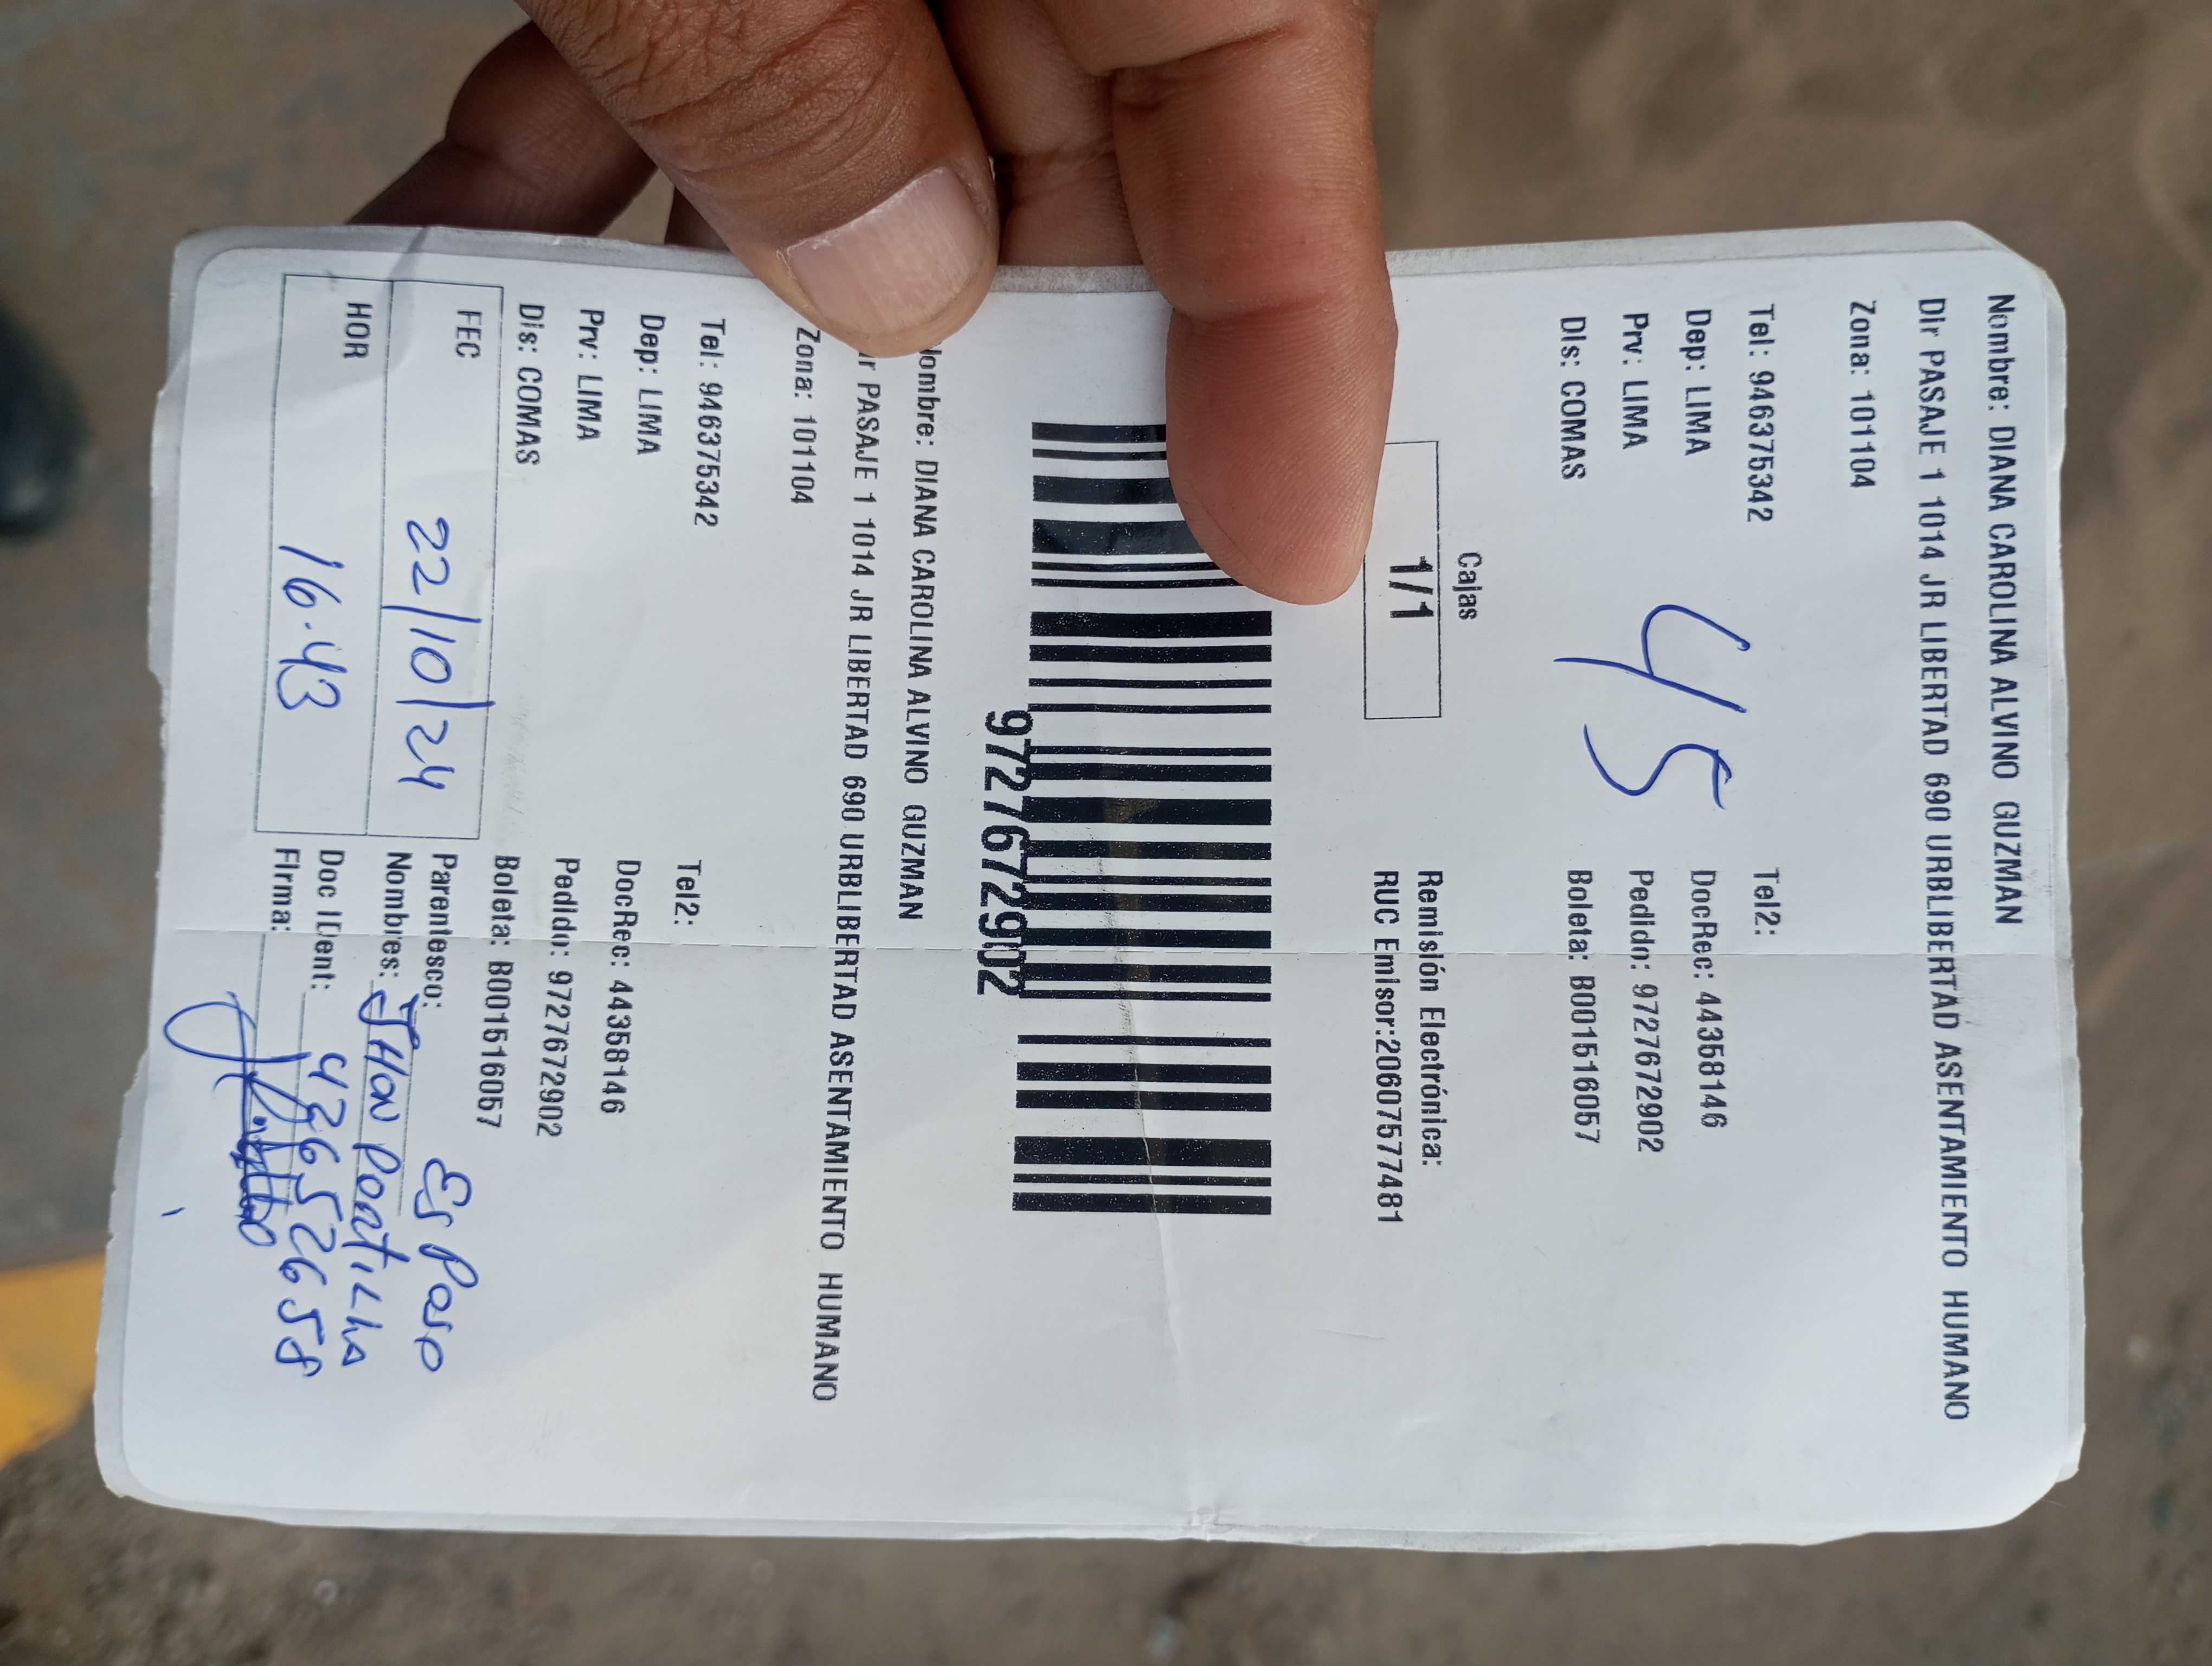 Nombre: DIANA CAROLINA ALVINO GUZMAN
Dir PASAJE 1 1014 JR LIBERTAD 690 URBLIBERTAD ASENTAMIENTO HUMANO
Zona: 101104
Tel: 946375342 Tel2:
Dep: LIMA DocRec: 44358146
Prv: LIMA Pedido: 9727672902
Dis: COMAS Boleta: B001516057
45
Cajas
1/1
Remisión Electrónica:
RUC Emisor:20607577481
9727672902
ombre: DIANA CAROLINA ALVINO GUZMAN
r PASAJE 1 1014 JR LIBERTAD 690 URBLIBERTAD ASENTAMIENTO HUMANO
Zona: 101104
Tel: 946375342 Tel2:
Dep: LIMA DocRec: 44358146
Prv: LIMA Pedido: 9727672902
Dis: COMAS Boleta: B001516057
FEC 22/10/24 Parentesco: Esposo
Nombres: JHON PORTILLA
HOR 16.43 Doc IDent: 42652658
Firma: